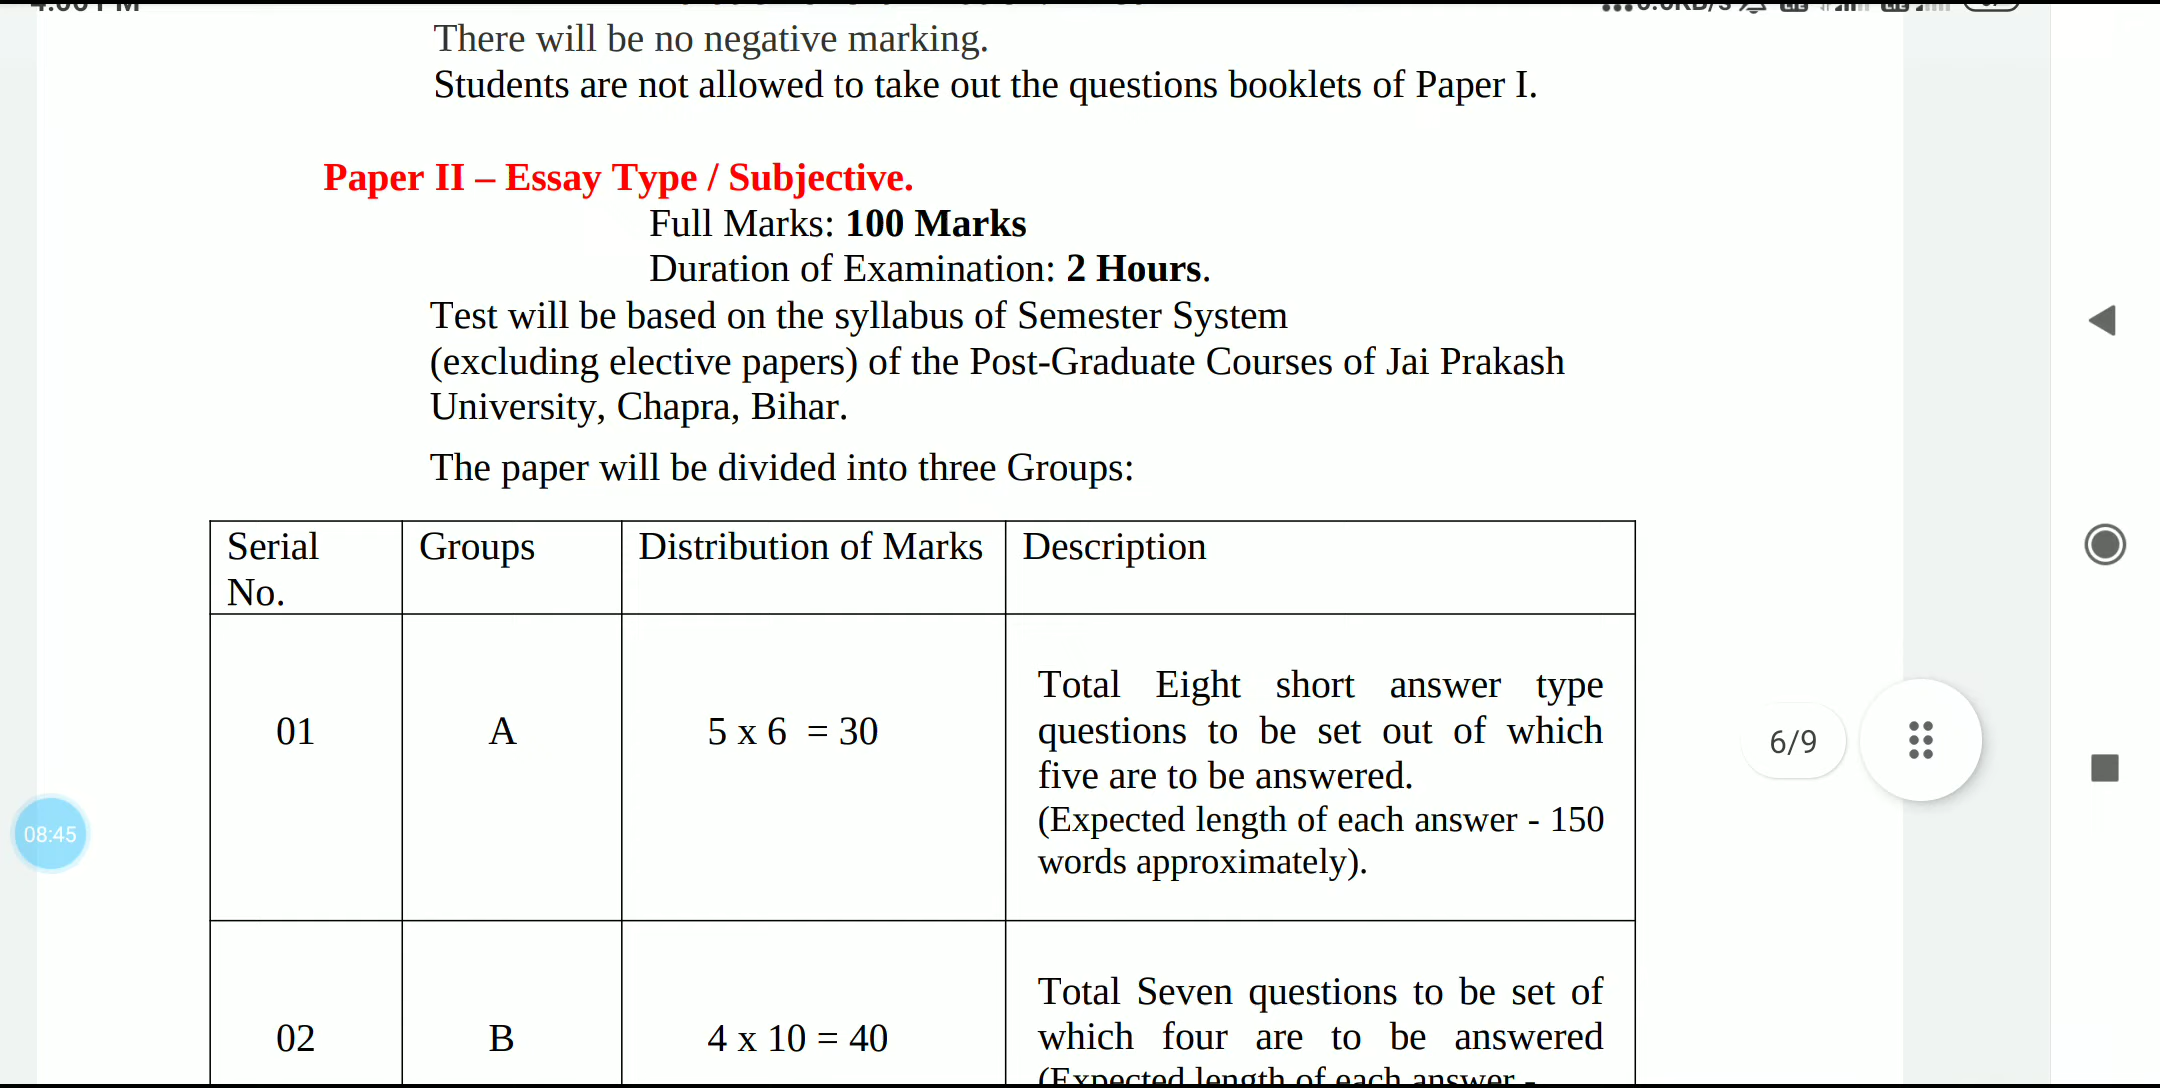 There will be no negative marking.
Students are not allowed to take out the questions booklets of Paper I.
Paper II – Essay Type / Subjective.
Full Marks: 100 Marks
Duration of Examination: 2 Hours.
Test will be based on the syllabus of Semester System
(excluding elective papers) of the Post-Graduate Courses of Jai Prakash
University, Chapra, Bihar.
The paper will be divided into three Groups:
Serial No.
Groups
Distribution of Marks
Description
01
A
5 x 6 = 30
Total Eight short answer type
questions to be set out of which
five are to be answered.
(Expected length of each answer - 150
words approximately).
02
B
4 x 10 = 40
Total Seven questions to be set of
which four are to be answered
(Expected length of each answer -
6/9
08:45